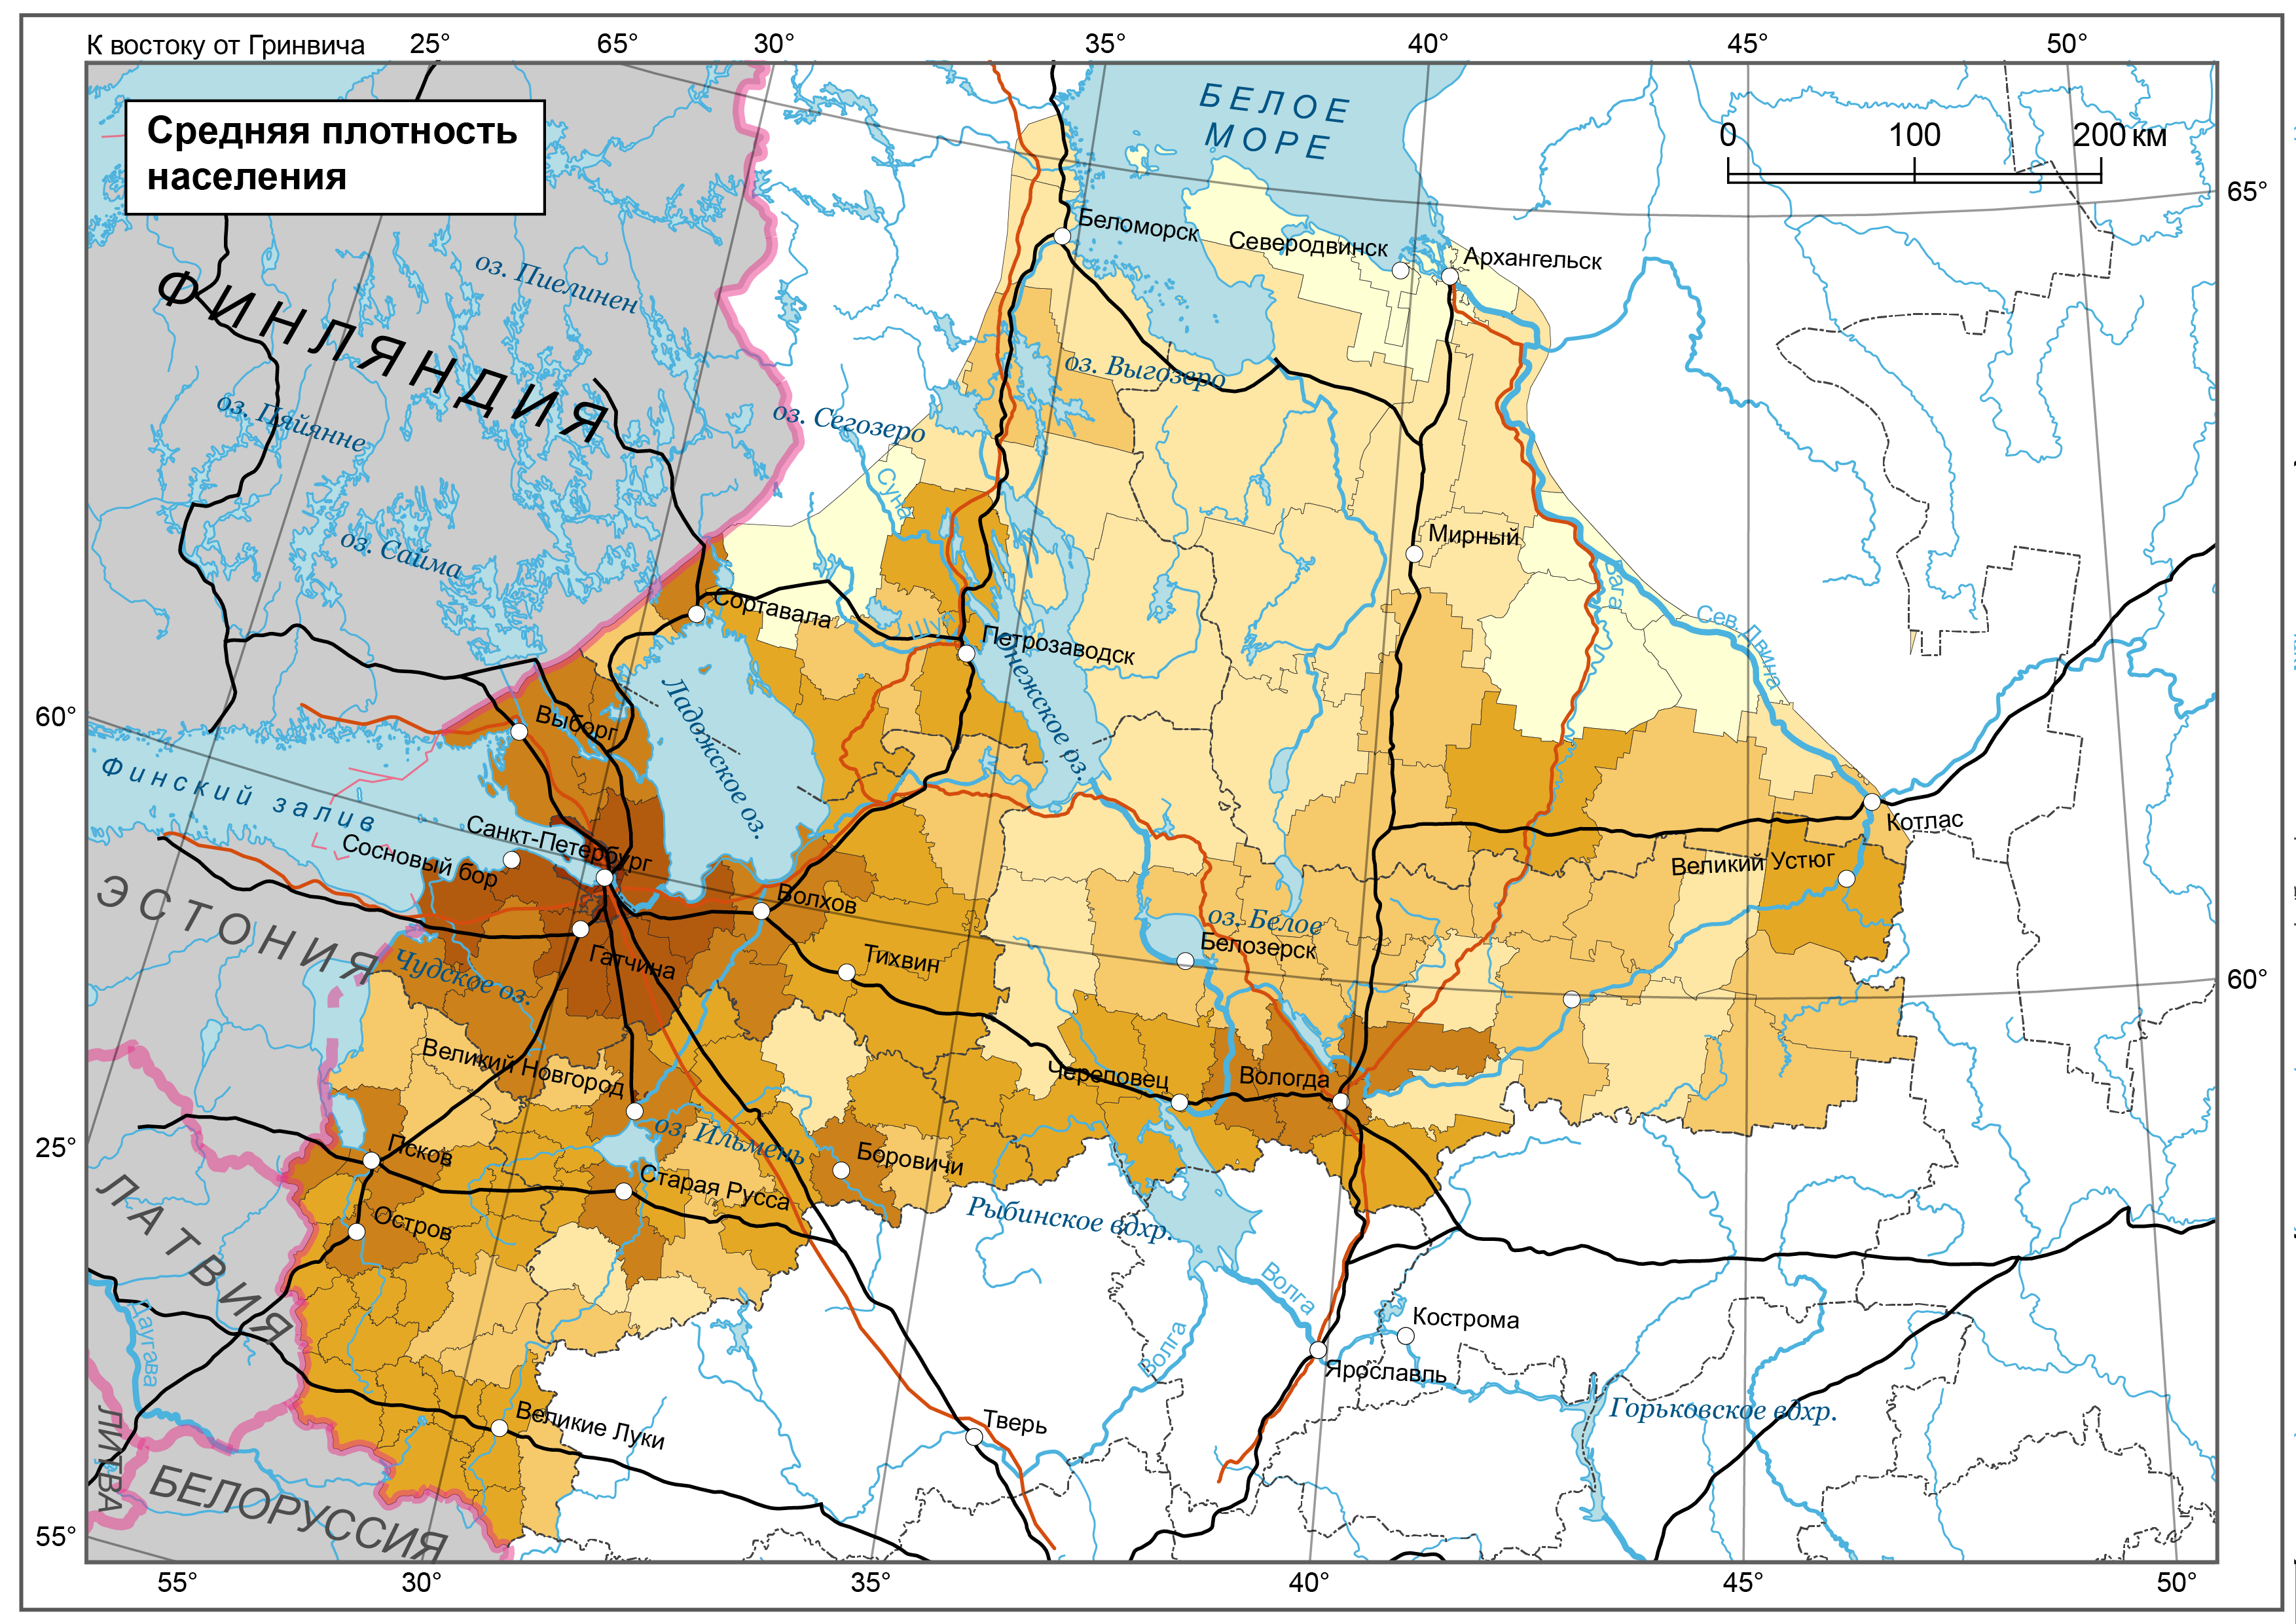 К востоку от Гринвича 25° 65° 30° 35° 40° 45° 50°
Средняя плотность
населения
БЕЛОЕ
МОРЕ
0 100 200 км
65°
Беломорск
Северодвинск
Архангельск
оз. Пиелинен
ФИНЛЯНДИЯ
оз. Выгозеро
оз. Сегозеро
оз. Пяйянне
Суна
оз. Сайма
Мирный
Вага
Сев. Двина
Сортавала
Шуя
Петрозаводск
Онежское рз.
Ладожское оз.
60°
Выборг
Финский залив
Санкт-Петербург
Сосновый бор
Котлас
Великий Устюг
ЭСТОНИЯ
Волхов
оз. Белое
Белозерск
Гатчина
Тихвин
Чудское оз.
60°
Великий Новгород
Череповец
Вологда
25°
оз. Ильмень
Псков
Боровичи
Старая Русса
ЛАТВИЯ
Остров
Рыбинское вдхр.
Волга
Даугава
Кострома
Волга
Ярославль
Горьковское вдхр.
ЛИТВА
Великие Луки
Тверь
БЕЛОРУССИЯ
55°
55° 30° 35° 40° 45° 50°